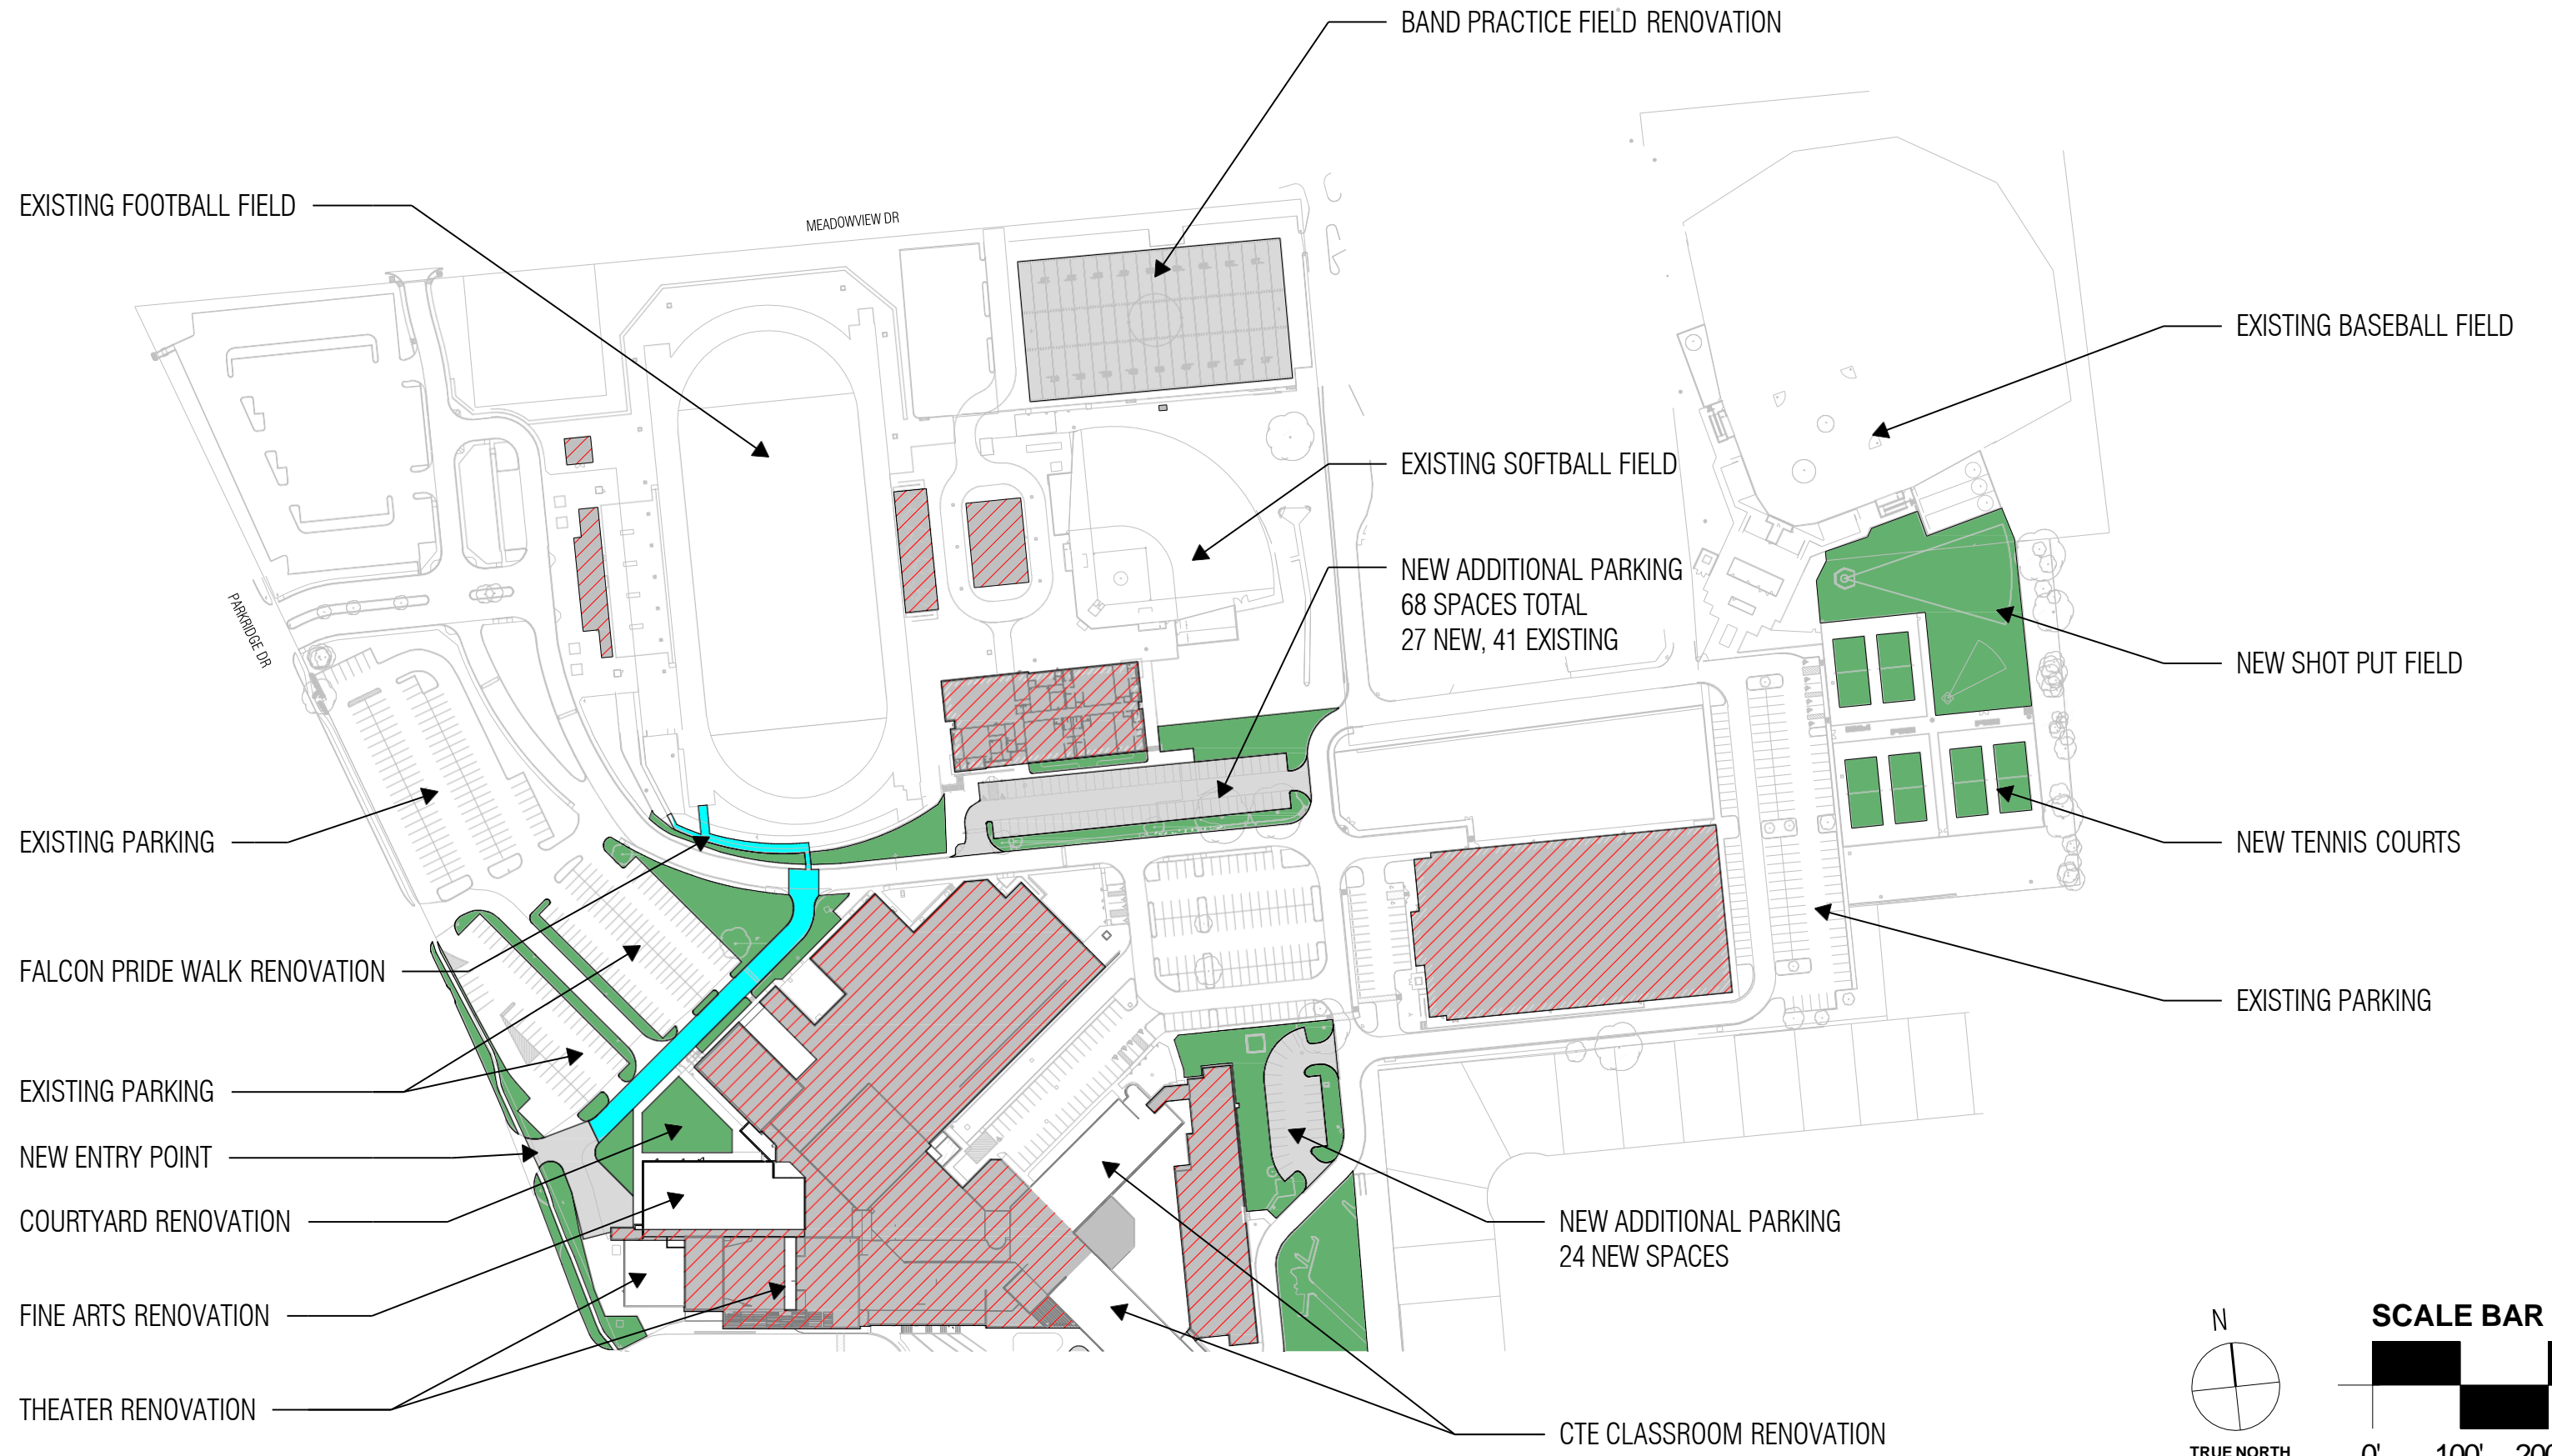 BAND PRACTICE FIELD RENOVATION
EXISTING FOOTBALL FIELD
MEADOWVIEW DR
EXISTING BASEBALL FIELD
EXISTING SOFTBALL FIELD
NEW ADDITIONAL PARKING
68 SPACES TOTAL
27 NEW, 41 EXISTING
PARKRIDGE DR
NEW SHOT PUT FIELD
EXISTING PARKING
NEW TENNIS COURTS
FALCON PRIDE WALK RENOVATION
EXISTING PARKING
EXISTING PARKING
NEW ENTRY POINT
COURTYARD RENOVATION
NEW ADDITIONAL PARKING
24 NEW SPACES
FINE ARTS RENOVATION
THEATER RENOVATION
CTE CLASSROOM RENOVATION
N
SCALE BAR
TRUE NORTH
0' 100' 200